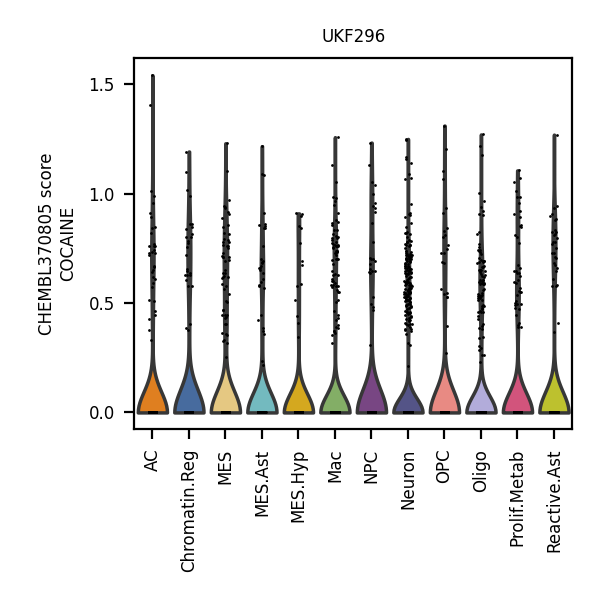 UKF296
CHEMBL370805 score
COCAINE
1.5
1.0
0.5
0.0
AC
Chromatin.Reg
MES
MES.Ast
MES.Hyp
Mac
NPC
Neuron
OPC
Oligo
Prolif.Metab
Reactive.Ast